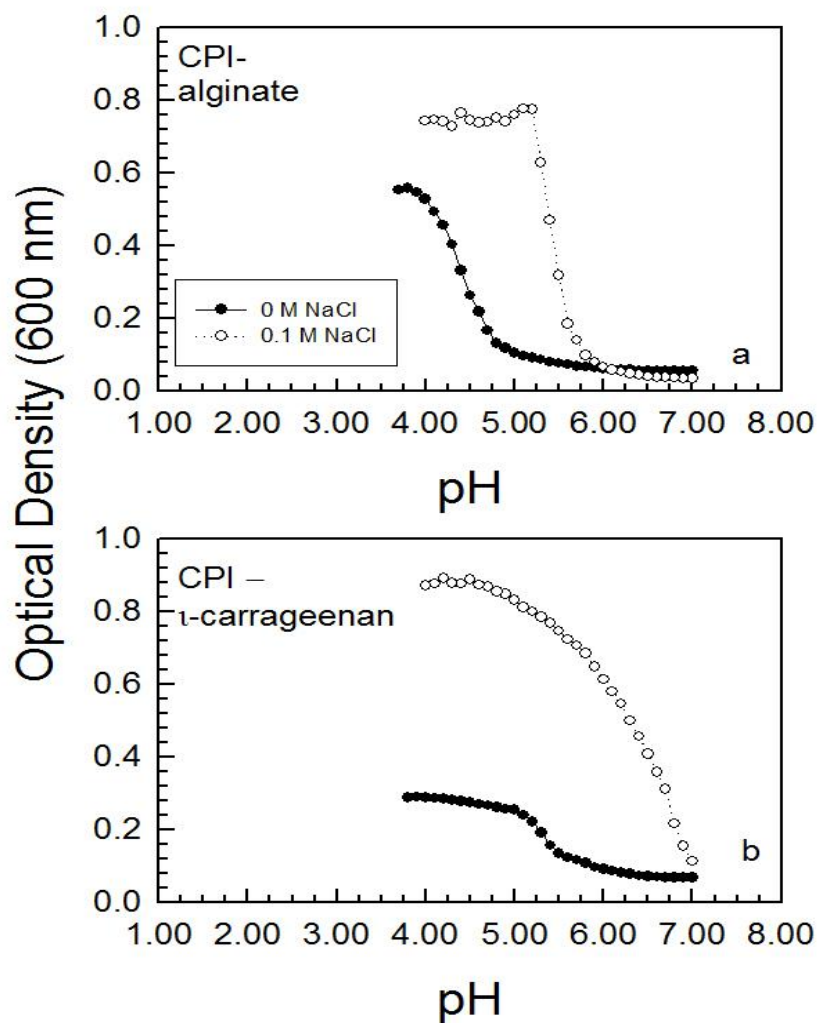 Optical Density (600 nm)
CPI-
alginate
1.0
0.8
0.6
0.4
0.2
0.0
0 M NaCl
0.1 M NaCl
a
1.00 2.00 3.00 4.00 5.00 6.00 7.00 8.00
pH
CPI –
ι-carrageenan
1.0
0.8
0.6
0.4
0.2
0.0
b
1.00 2.00 3.00 4.00 5.00 6.00 7.00 8.00
pH